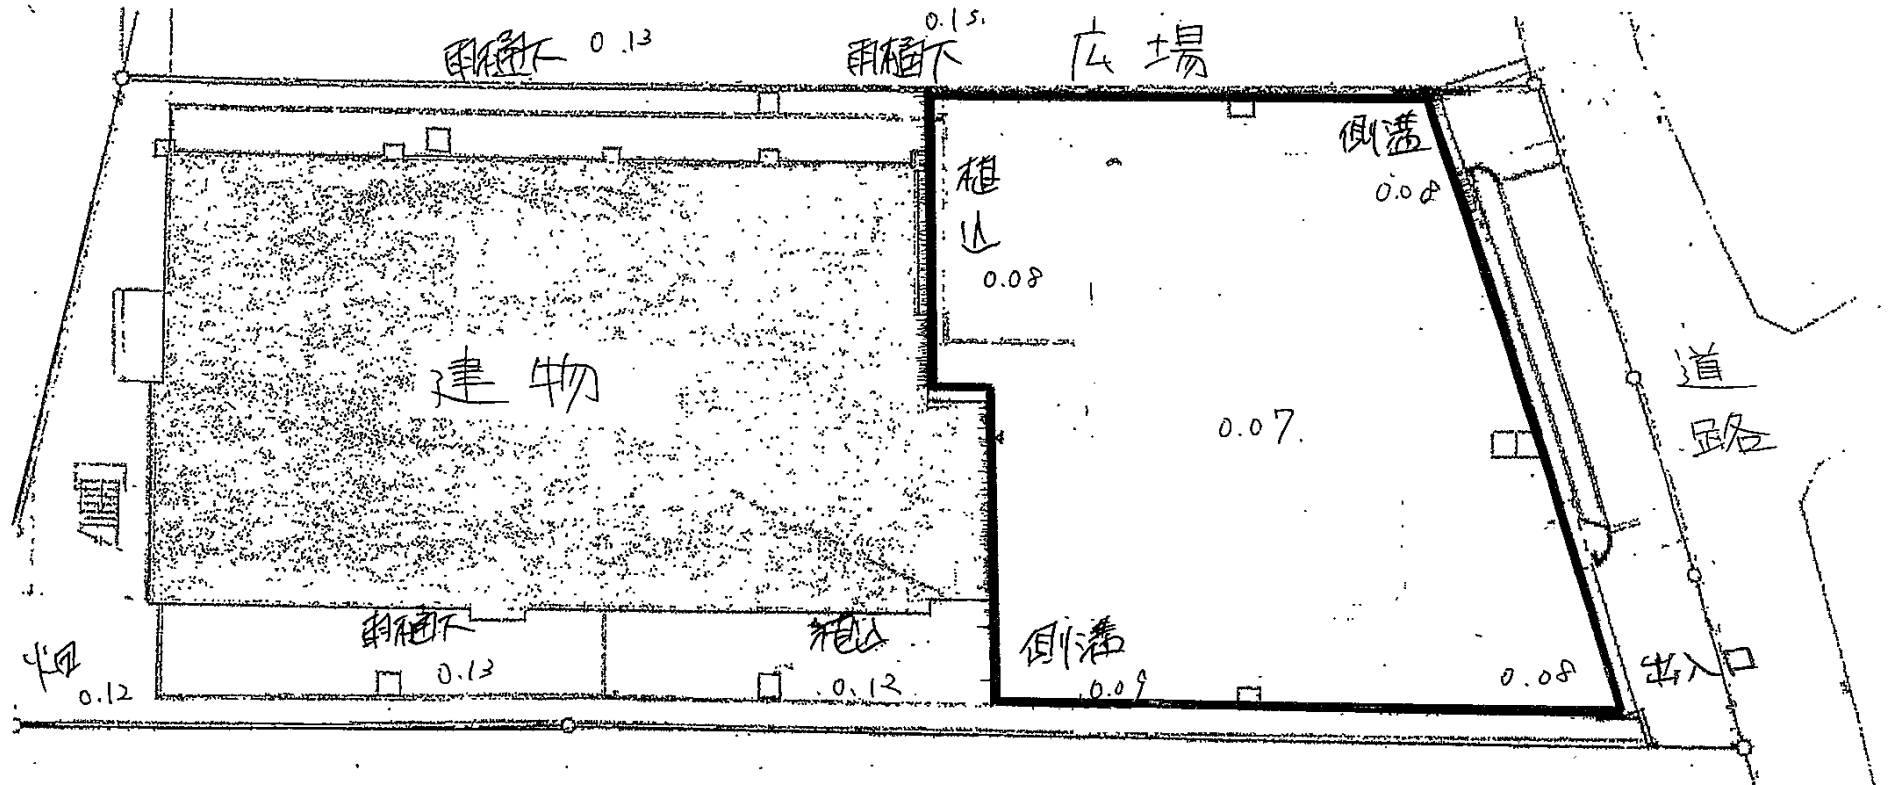 雨樋下 0.13
雨樋下 0.15.
広場
側溝
0.08
植込
0.08
建物
0.07.
道路
雨樋下
0.13
植込
0.12
側溝
0.09
0.08
出入口
畑
0.12